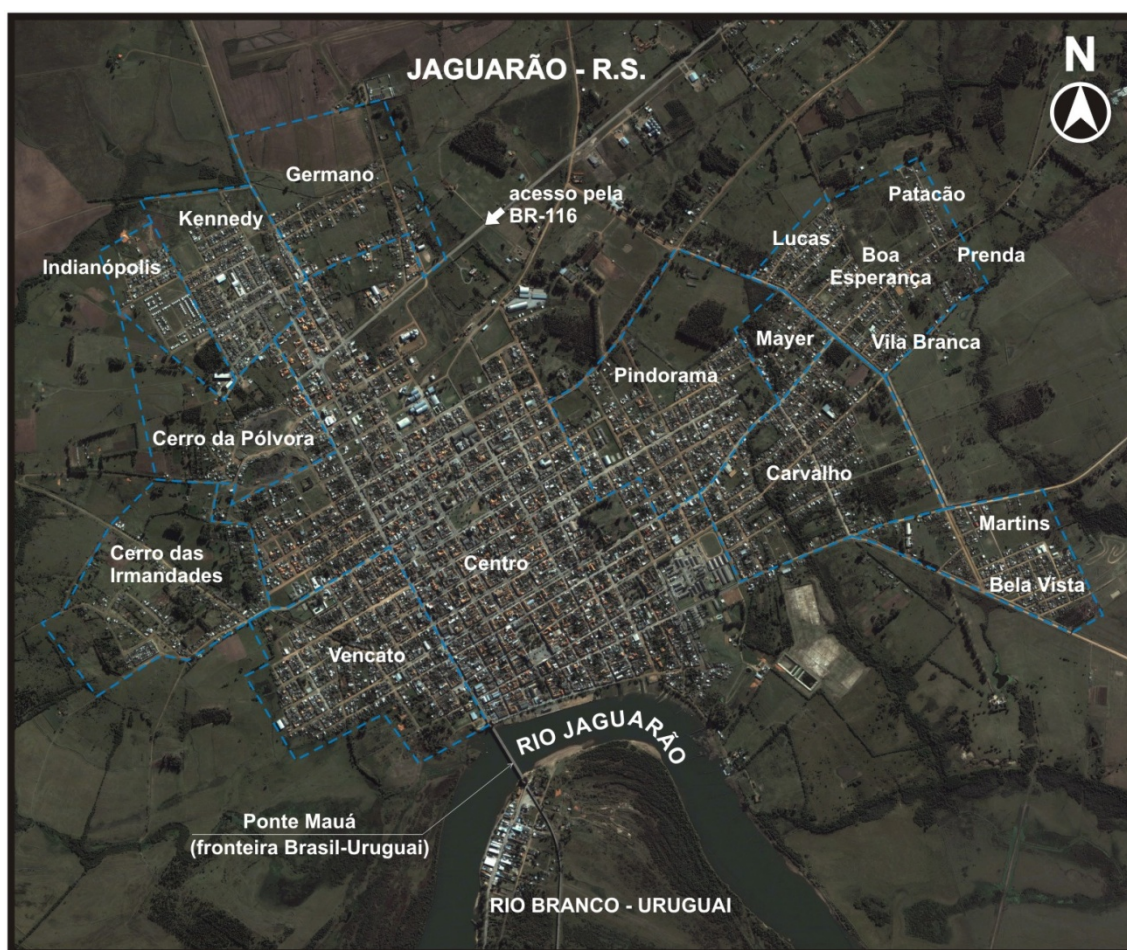 JAGUARÃO - R.S.
N
Germano
acesso pela
BR-116
Kennedy
Patacão
Lucas
Boa
Esperança
Prenda
Indianópolis
Mayer
Vila Branca
Pindorama
Cerro da Pólvora
Carvalho
Martins
Cerro das
Irmandades
Centro
Bela Vista
Vencato
RIO JAGUARÃO
Ponte Mauá
(fronteira Brasil-Uruguai)
RIO BRANCO - URUGUAI